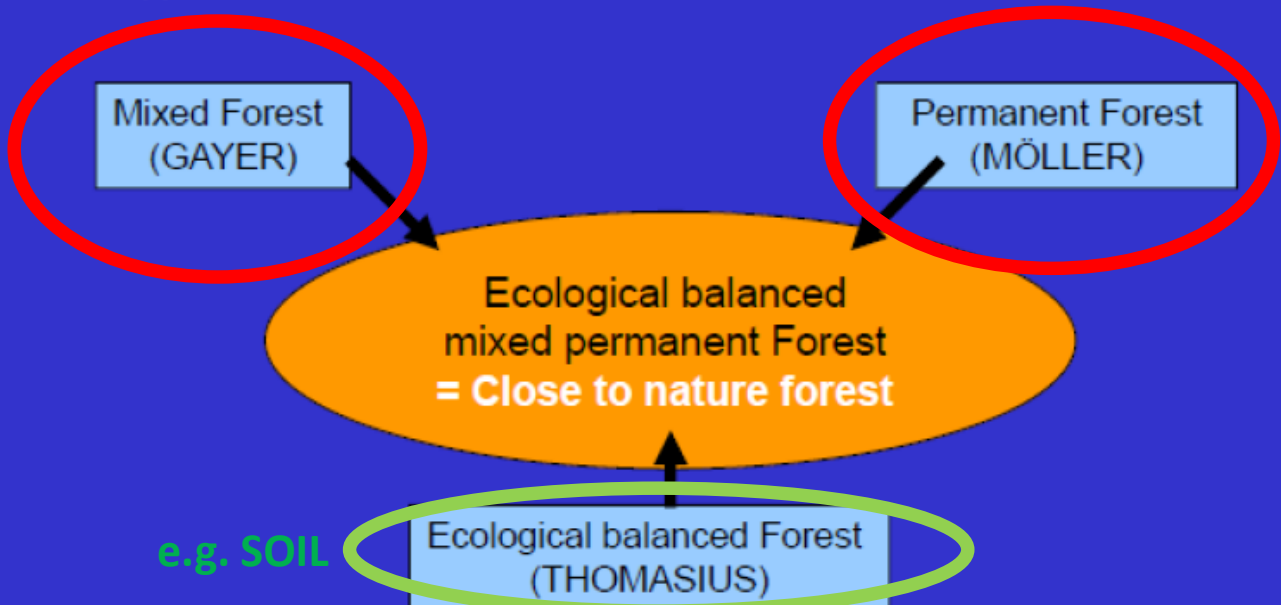 Mixed Forest
(GAYER)
Permanent Forest
(MÖLLER)
Ecological balanced
mixed permanent Forest
= Close to nature forest
e.g. SOIL
Ecological balanced Forest
(THOMASIUS)